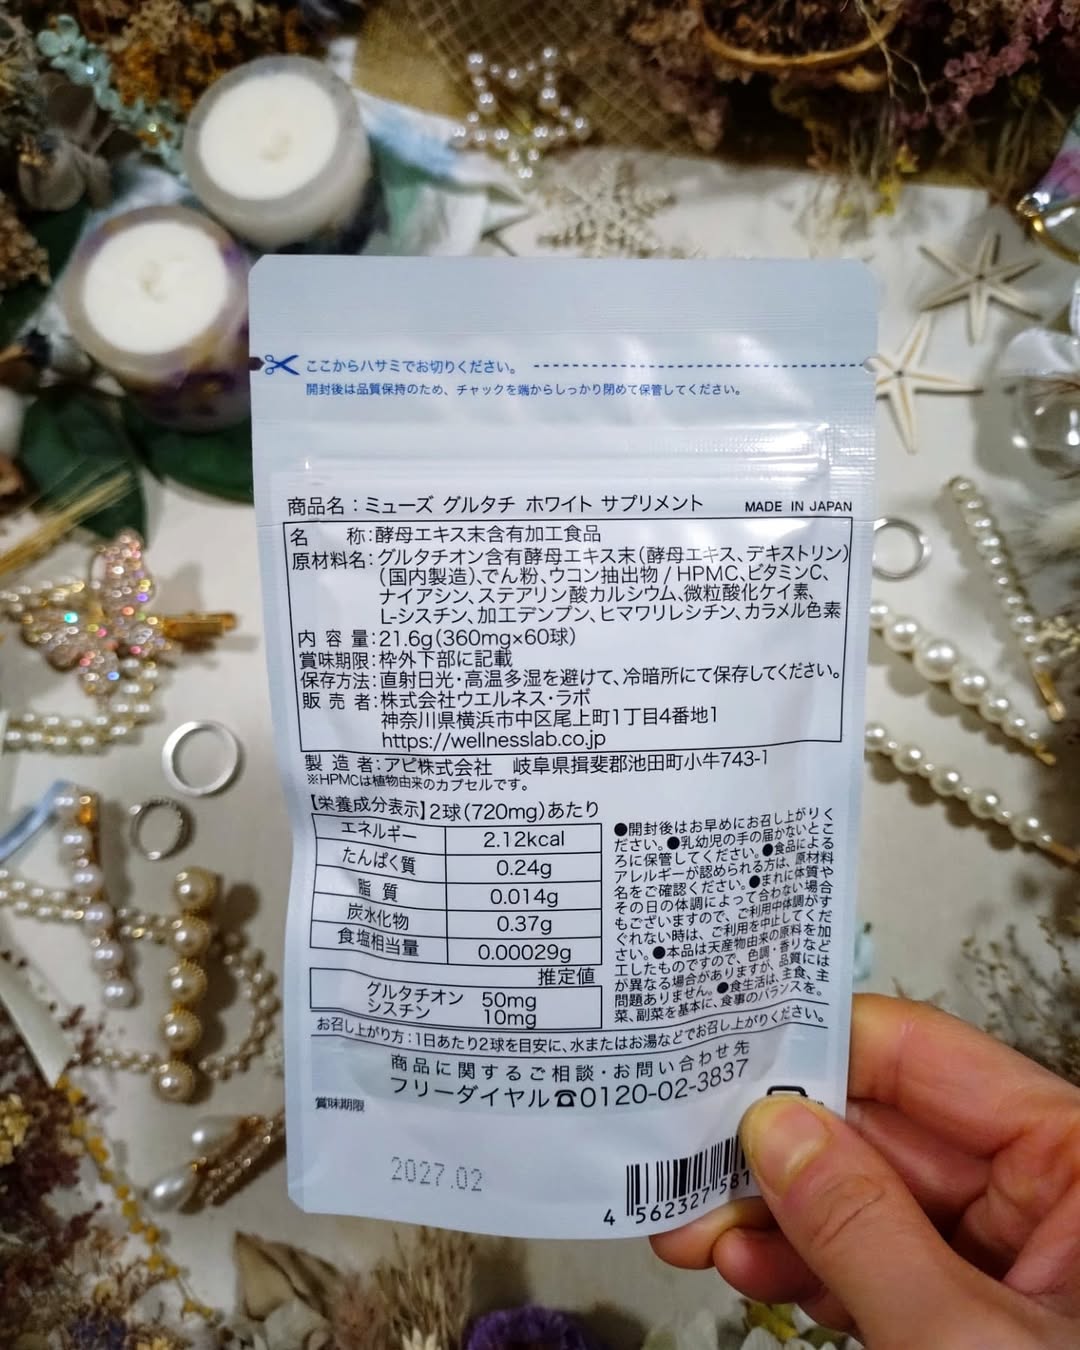 ここからハサミでお切りください。
開封後は品質保持のため、チャックを端からしっかり閉めて保管してください。
商品名：ミューズ グルタチ ホワイト サプリメント
MADE IN JAPAN
名 称：酵母エキス末含有加工食品
原材料名：グルタチオン含有酵母エキス末（酵母エキス、デキストリン）
（国内製造）、でん粉、ウコン抽出物 / HPMC、ビタミンC、
ナイアシン、ステアリン酸カルシウム、微粒酸化ケイ素、
L-シスチン、加工デンプン、ヒマワリレシチン、カラメル色素
内 容 量：21.6g（360mg×60球）
賞味期限：枠外下部に記載
保存方法：直射日光・高温多湿を避けて、冷暗所にて保存してください。
販 売 者：株式会社ウエルネス・ラボ
神奈川県横浜市中区尾上町1丁目4番地1
https://wellnesslab.co.jp
製 造 者：アピ株式会社 岐阜県揖斐郡池田町小牛743-1
※HPMCは植物由来のカプセルです。
【栄養成分表示】2球（720mg）あたり
エネルギー 2.12kcal
たんぱく質 0.24g
脂 質 0.014g
炭水化物 0.37g
食塩相当量 0.00029g
推定値
グルタチオン 50mg
シスチン 10mg
●開封後はお早めにお召し上がりく
ださい。●乳幼児の手の届かないとこ
ろに保管してください。●食品による
アレルギーが認められる方は、原材料
名をご確認ください。●まれに体質や
その日の体調によって合わない場合
もございますので、ご利用中体調がす
ぐれない時は、ご利用を中止してくだ
さい。●本品は天産物由来の原料を加
工したものですので、色調・香りなど
が異なる場合がありますが、品質には
問題ありません。●食生活は、主食、主
菜、副菜を基本に、食事のバランスを。
お召し上がり方：1日あたり2球を目安に、水またはお湯などでお召し上がりください。
商品に関するご相談・お問い合わせ先
フリーダイヤル☎0120-02-3837
賞味期限
2027.02
4 562327 581